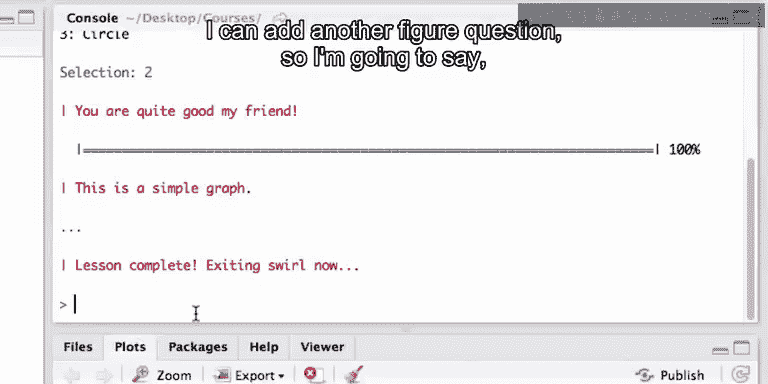 Console ~/Desktop/Courses/
I can add another figure question,
so I'm going to say,
3: Circle
Selection: 2
| You are quite good my friend!
|=====================================================================| 100%
| This is a simple graph.
...
| Lesson complete! Exiting swirl now...
>
Files Plots Packages Help Viewer
Zoom Export Publish